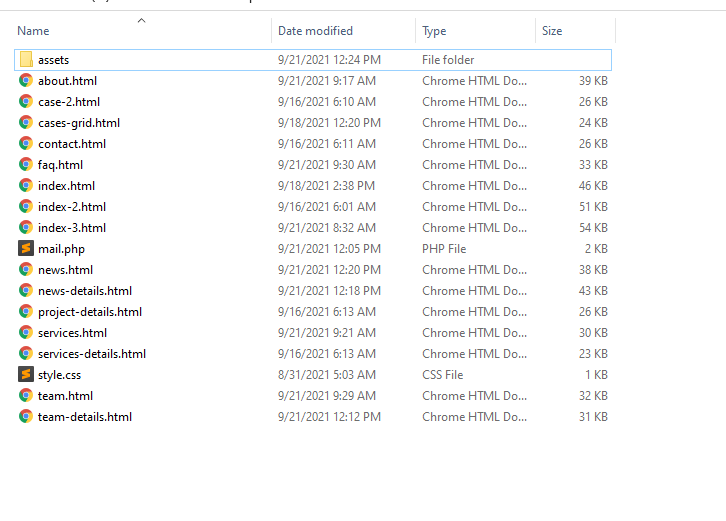 Name Date modified Type Size
assets 9/21/2021 12:24 PM File folder
about.html 9/21/2021 9:17 AM Chrome HTML Do... 39 KB
case-2.html 9/16/2021 6:10 AM Chrome HTML Do... 26 KB
cases-grid.html 9/18/2021 12:20 PM Chrome HTML Do... 24 KB
contact.html 9/16/2021 6:11 AM Chrome HTML Do... 26 KB
faq.html 9/21/2021 9:30 AM Chrome HTML Do... 33 KB
index.html 9/18/2021 2:38 PM Chrome HTML Do... 46 KB
index-2.html 9/16/2021 6:01 AM Chrome HTML Do... 51 KB
index-3.html 9/21/2021 8:32 AM Chrome HTML Do... 54 KB
mail.php 9/21/2021 12:05 PM PHP File 2 KB
news.html 9/21/2021 12:20 PM Chrome HTML Do... 38 KB
news-details.html 9/21/2021 12:18 PM Chrome HTML Do... 43 KB
project-details.html 9/16/2021 6:13 AM Chrome HTML Do... 26 KB
services.html 9/21/2021 9:21 AM Chrome HTML Do... 30 KB
services-details.html 9/16/2021 6:13 AM Chrome HTML Do... 23 KB
style.css 8/31/2021 5:03 AM CSS File 1 KB
team.html 9/21/2021 9:29 AM Chrome HTML Do... 32 KB
team-details.html 9/21/2021 12:12 PM Chrome HTML Do... 31 KB